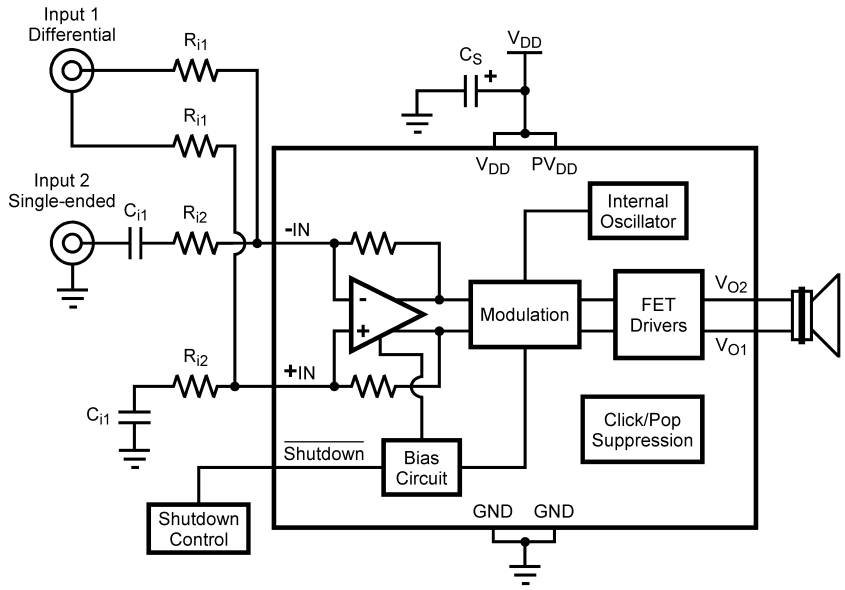 Input 1
Differential
Ri1
Ri1
CS
+
VDD
VDD
PVDD
Input 2
Single-ended
Ci1
Ri2
-IN
Internal
Oscillator
-
+
Modulation
FET
Drivers
VO2
VO1
Ri2
+IN
Ci1
Click/Pop
Suppression
Shutdown
Bias
Circuit
Shutdown
Control
GND
GND